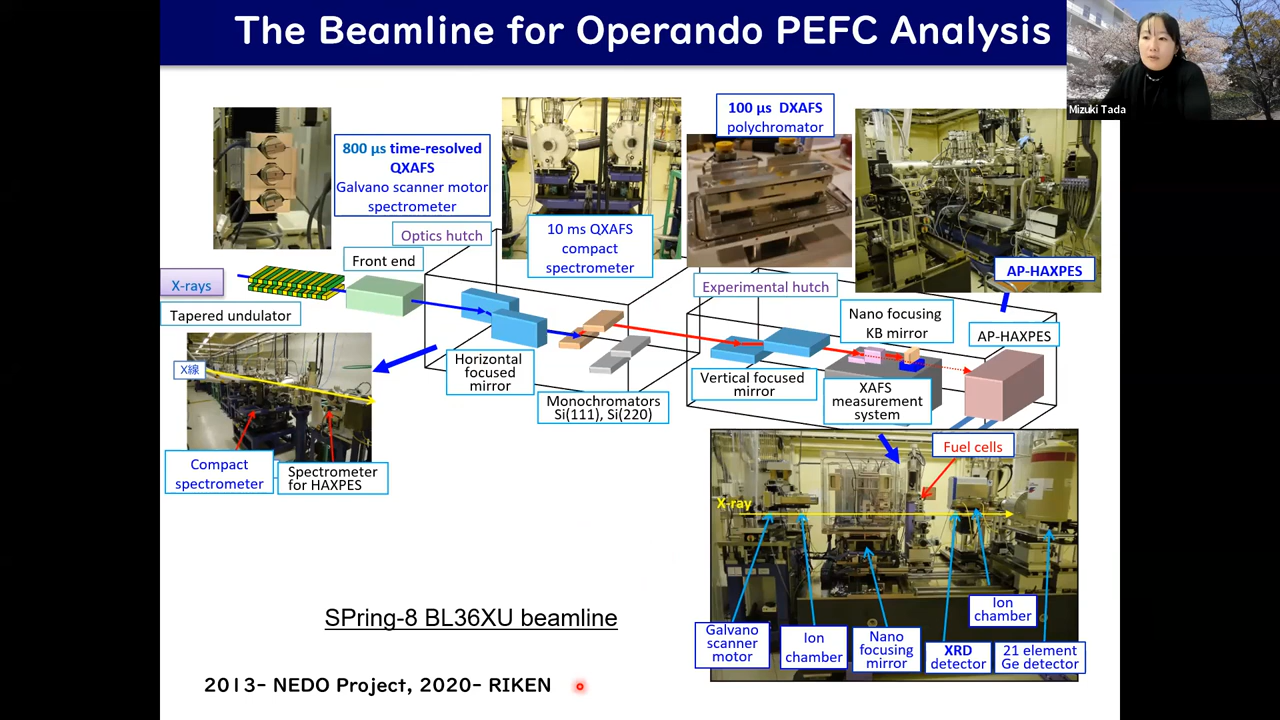 The Beamline for Operando PEFC Analysis
Mizuki Tada
800 μs time-resolved
QXAFS
Galvano scanner motor
spectrometer
10 ms QXAFS
compact
spectrometer
100 μs DXAFS
polychromator
AP-HAXPES
Optics hutch
Front end
X-rays
Tapered undulator
Experimental hutch
Nano focusing
KB mirror
AP-HAXPES
Horizontal
focused
mirror
Monochromators
Si(111), Si(220)
Vertical focused
mirror
XAFS
measurement
system
X線
Compact
spectrometer
Spectrometer
for HAXPES
Fuel cells
X-ray
Galvano
scanner
motor
Ion
chamber
Nano
focusing
mirror
XRD
detector
Ion
chamber
21 element
Ge detector
SPring-8 BL36XU beamline
2013- NEDO Project, 2020- RIKEN